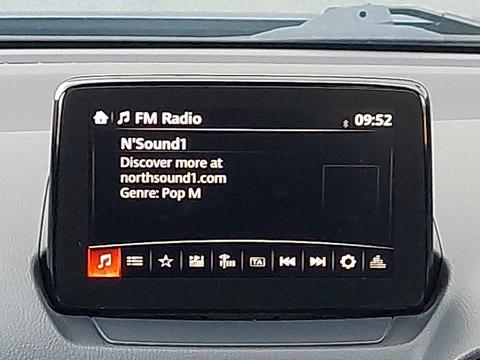 FM Radio 09:52
N'Sound1
Discover more at
northsound1.com
Genre: Pop M
TA